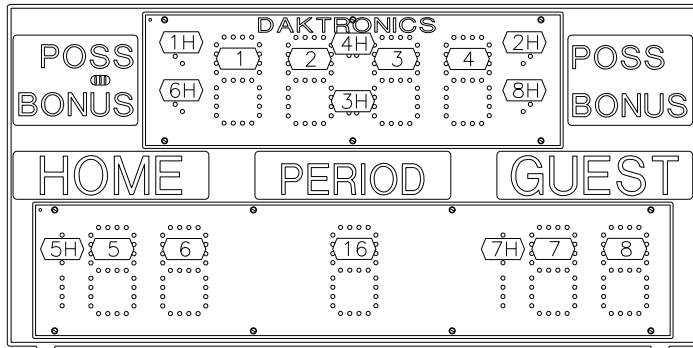 DAKTRONICS
1H 1 2 4H 3 4 2H
POSS POSS
6H 3H 8H
BONUS BONUS
HOME PERIOD GUEST
5H 5 6 16 7H 7 8